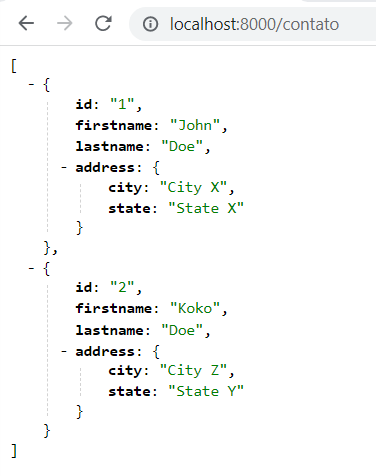 localhost:8000/contato
[
- {
id: "1",
firstname: "John",
lastname: "Doe",
- address: {
city: "City X",
state: "State X"
}
},
- {
id: "2",
firstname: "Koko",
lastname: "Doe",
- address: {
city: "City Z",
state: "State Y"
}
}
]